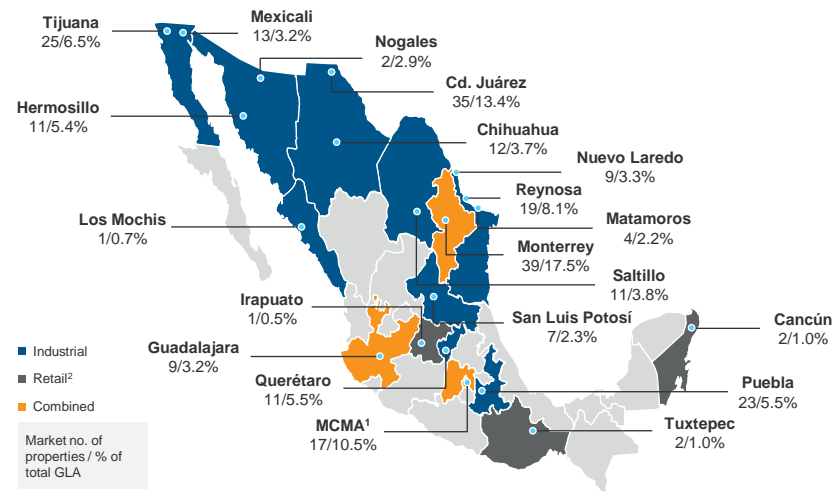 Tijuana
25/6.5%
Mexicali
13/3.2%
Nogales
2/2.9%
Cd. Juárez
35/13.4%
Hermosillo
11/5.4%
Chihuahua
12/3.7%
Nuevo Laredo
9/3.3%
Reynosa
19/8.1%
Los Mochis
1/0.7%
Matamoros
4/2.2%
Monterrey
39/17.5%
Saltillo
11/3.8%
Irapuato
1/0.5%
San Luis Potosí
7/2.3%
Cancún
2/1.0%
Guadalajara
9/3.2%
Querétaro
11/5.5%
Puebla
23/5.5%
MCMA¹
17/10.5%
Tuxtepec
2/1.0%
Industrial
Retail²
Combined
Market no. of
properties / % of
total GLA